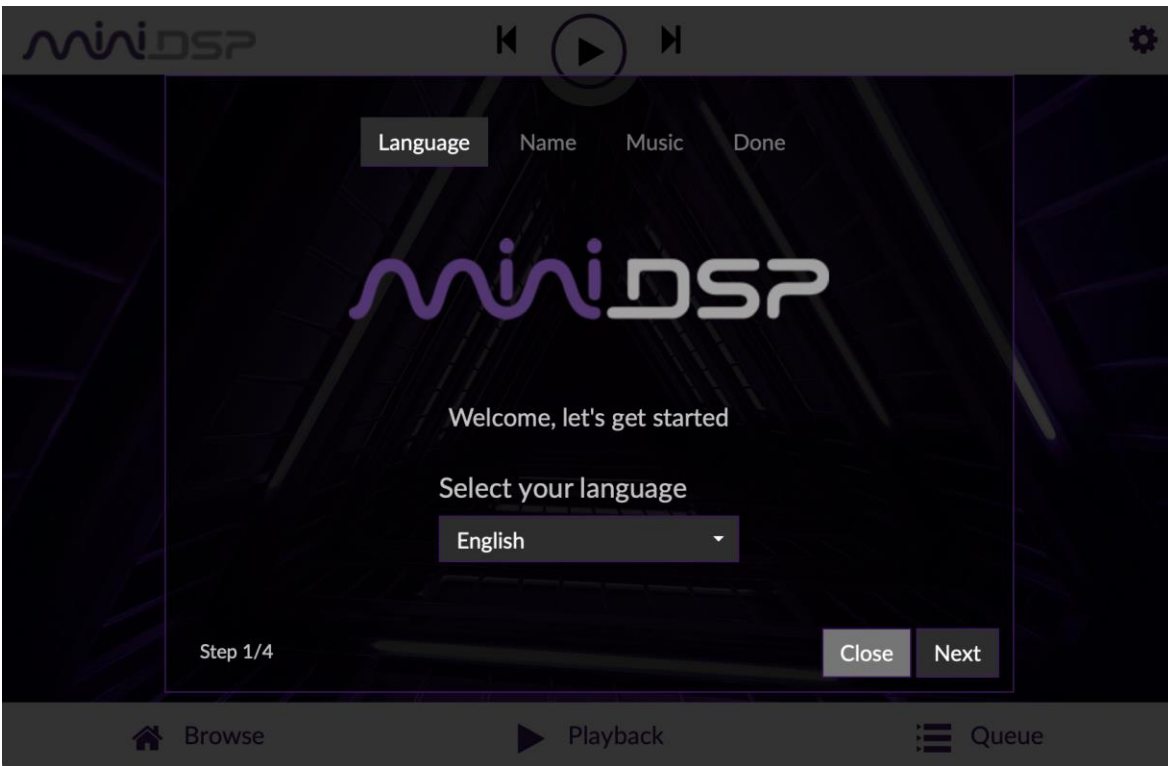 miniDSP
Language Name Music Done
miniDSP
Welcome, let's get started
Select your language
English
Step 1/4 Close Next
Browse Playback Queue